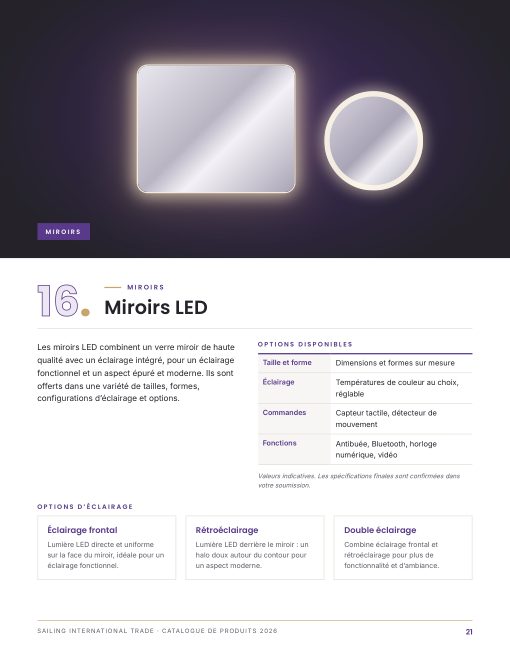 MIROIRS
16.
MIROIRS
Miroirs LED
Les miroirs LED combinent un verre miroir de haute
qualité avec un éclairage intégré, pour un éclairage
fonctionnel et un aspect épuré et moderne. Ils sont
offerts dans une variété de tailles, formes,
configurations d'éclairage et options.
OPTIONS DISPONIBLES
Taille et forme Dimensions et formes sur mesure
Éclairage Températures de couleur au choix,
réglable
Commandes Capteur tactile, détecteur de
mouvement
Fonctions Antibuée, Bluetooth, horloge
numérique, vidéo
Valeurs indicatives. Les spécifications finales sont confirmées dans
votre soumission.
OPTIONS D'ÉCLAIRAGE
Éclairage frontal
Lumière LED directe et uniforme
sur la face du miroir, idéale pour un
éclairage fonctionnel.
Rétroéclairage
Lumière LED derrière le miroir : un
halo doux autour du contour pour
un aspect moderne.
Double éclairage
Combine éclairage frontal et
rétroéclairage pour plus de
fonctionnalité et d'ambiance.
SAILING INTERNATIONAL TRADE · CATALOGUE DE PRODUITS 2026
21